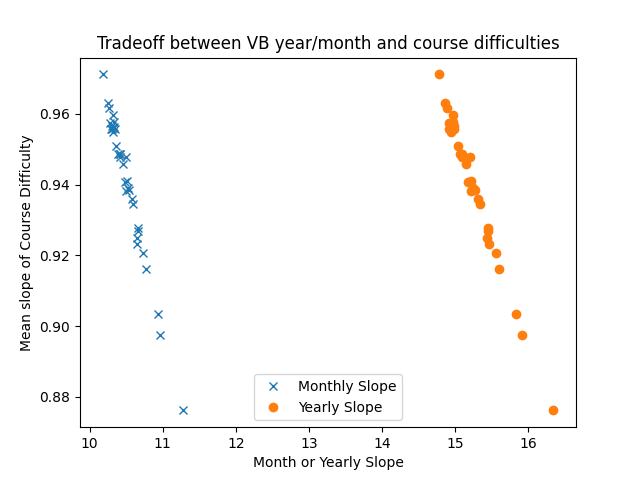 Tradeoff between VB year/month and course difficulties
Mean slope of Course Difficulty
0.96
0.94
0.92
0.90
0.88
Monthly Slope
Yearly Slope
10 11 12 13 14 15 16
Month or Yearly Slope